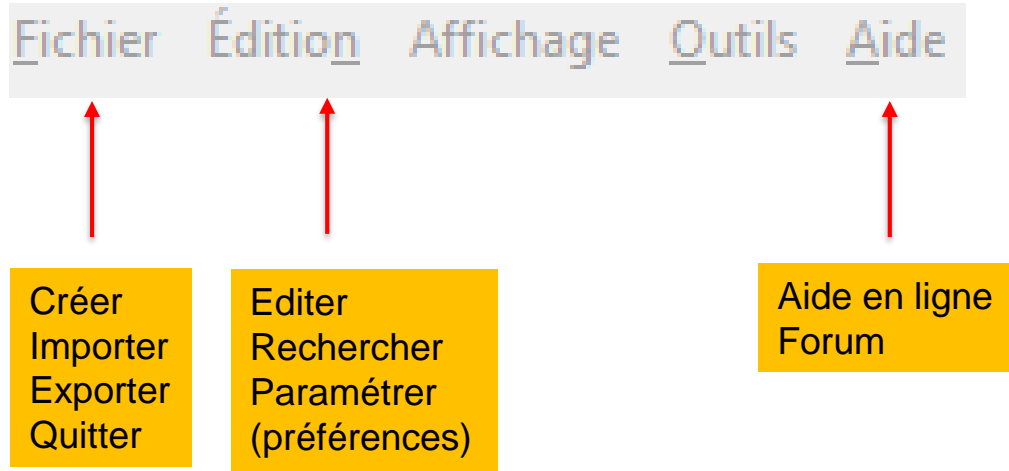 Fichier Édition Affichage Outils Aide
Créer
Importer
Exporter
Quitter
Editer
Rechercher
Paramétrer
(préférences)
Aide en ligne
Forum